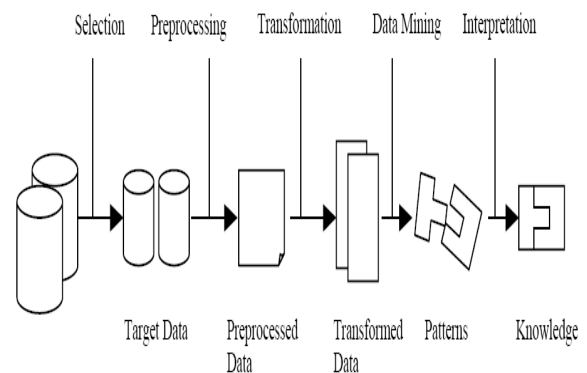 Selection Preprocessing Transformation Data Mining Interpretation
Target Data Preprocessed Transformed Patterns Knowledge
Data Data